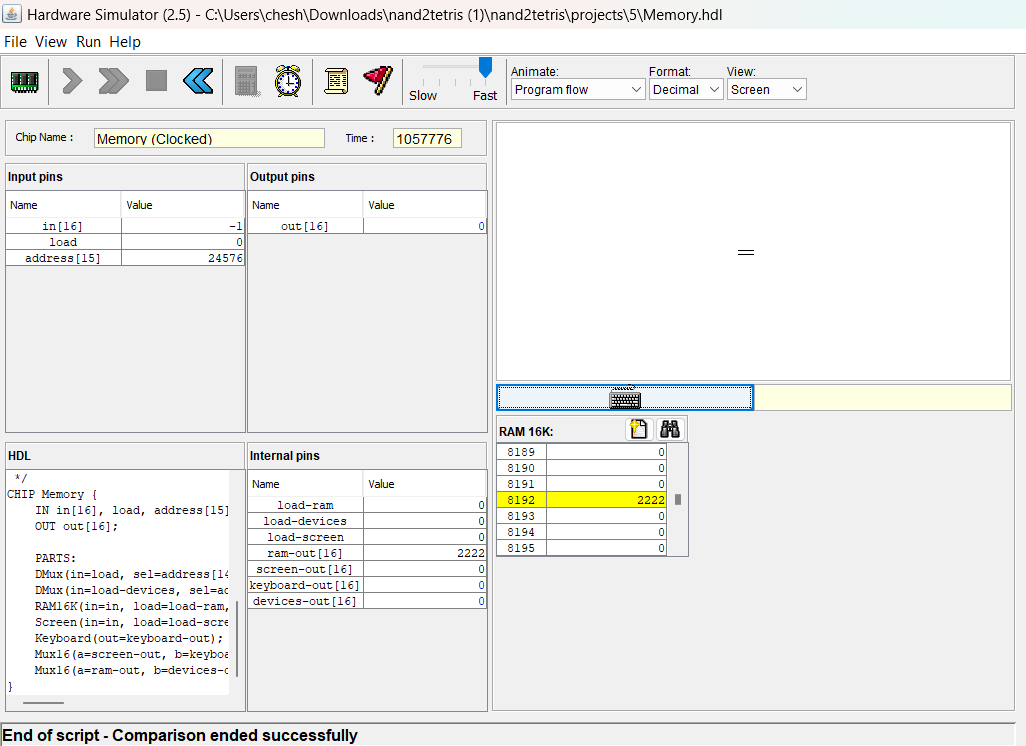 Hardware Simulator (2.5) - C:\Users\chesh\Downloads\nand2tetris (1)\nand2tetris\projects\5\Memory.hdl
File View Run Help
Slow Fast
Animate: Format: View:
Program flow Decimal Screen
Chip Name : Memory (Clocked) Time : 1057776
Input pins
Name Value
in[16] -1
load 0
address[15] 24576
Output pins
Name Value
out[16] 0
HDL
*/
CHIP Memory {
IN in[16], load, address[15]
OUT out[16];
PARTS:
DMux(in=load, sel=address[14
DMux(in=load-devices, sel=ad
RAM16K(in=in, load=load-ram,
Screen(in=in, load=load-scre
Keyboard(out=keyboard-out);
Mux16(a=screen-out, b=keyboa
Mux16(a=ram-out, b=devices-o
}
Internal pins
Name Value
load-ram 0
load-devices 0
load-screen 0
ram-out[16] 2222
screen-out[16] 0
keyboard-out[16] 0
devices-out[16] 0
RAM 16K:
8189 0
8190 0
8191 0
8192 2222
8193 0
8194 0
8195 0
End of script - Comparison ended successfully